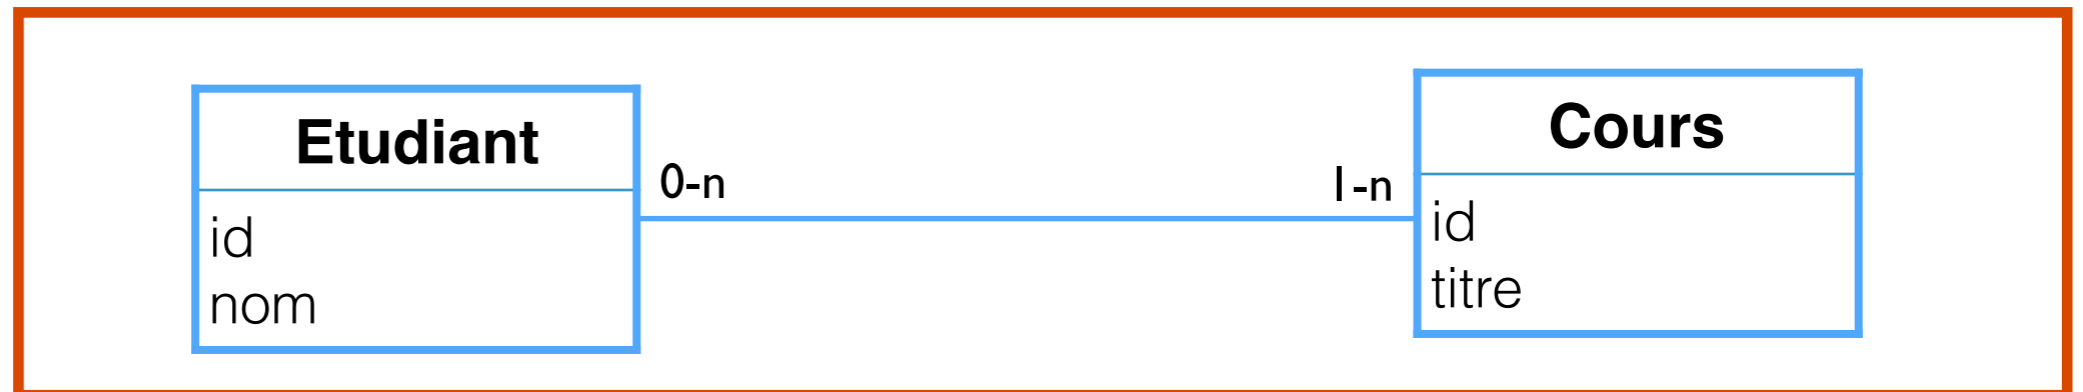 Etudiant
id
nom
0-n
1-n
Cours
id
titre